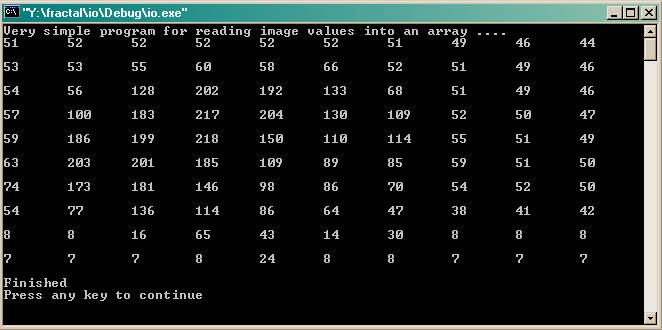 "Y:\fractal\io\Debug\io.exe"
Very simple program for reading image values into an array ....
51 52 52 52 52 52 51 49 46 44
53 53 55 60 58 66 52 51 49 46
54 56 128 202 192 133 68 51 49 46
57 100 183 217 204 130 109 52 50 47
59 186 199 218 150 110 114 55 51 49
63 203 201 185 109 89 85 59 51 50
74 173 181 146 98 86 70 54 52 50
54 77 136 114 86 64 47 38 41 42
8 8 16 65 43 14 30 8 8 8
7 7 7 8 24 8 8 7 7 7
Finished
Press any key to continue